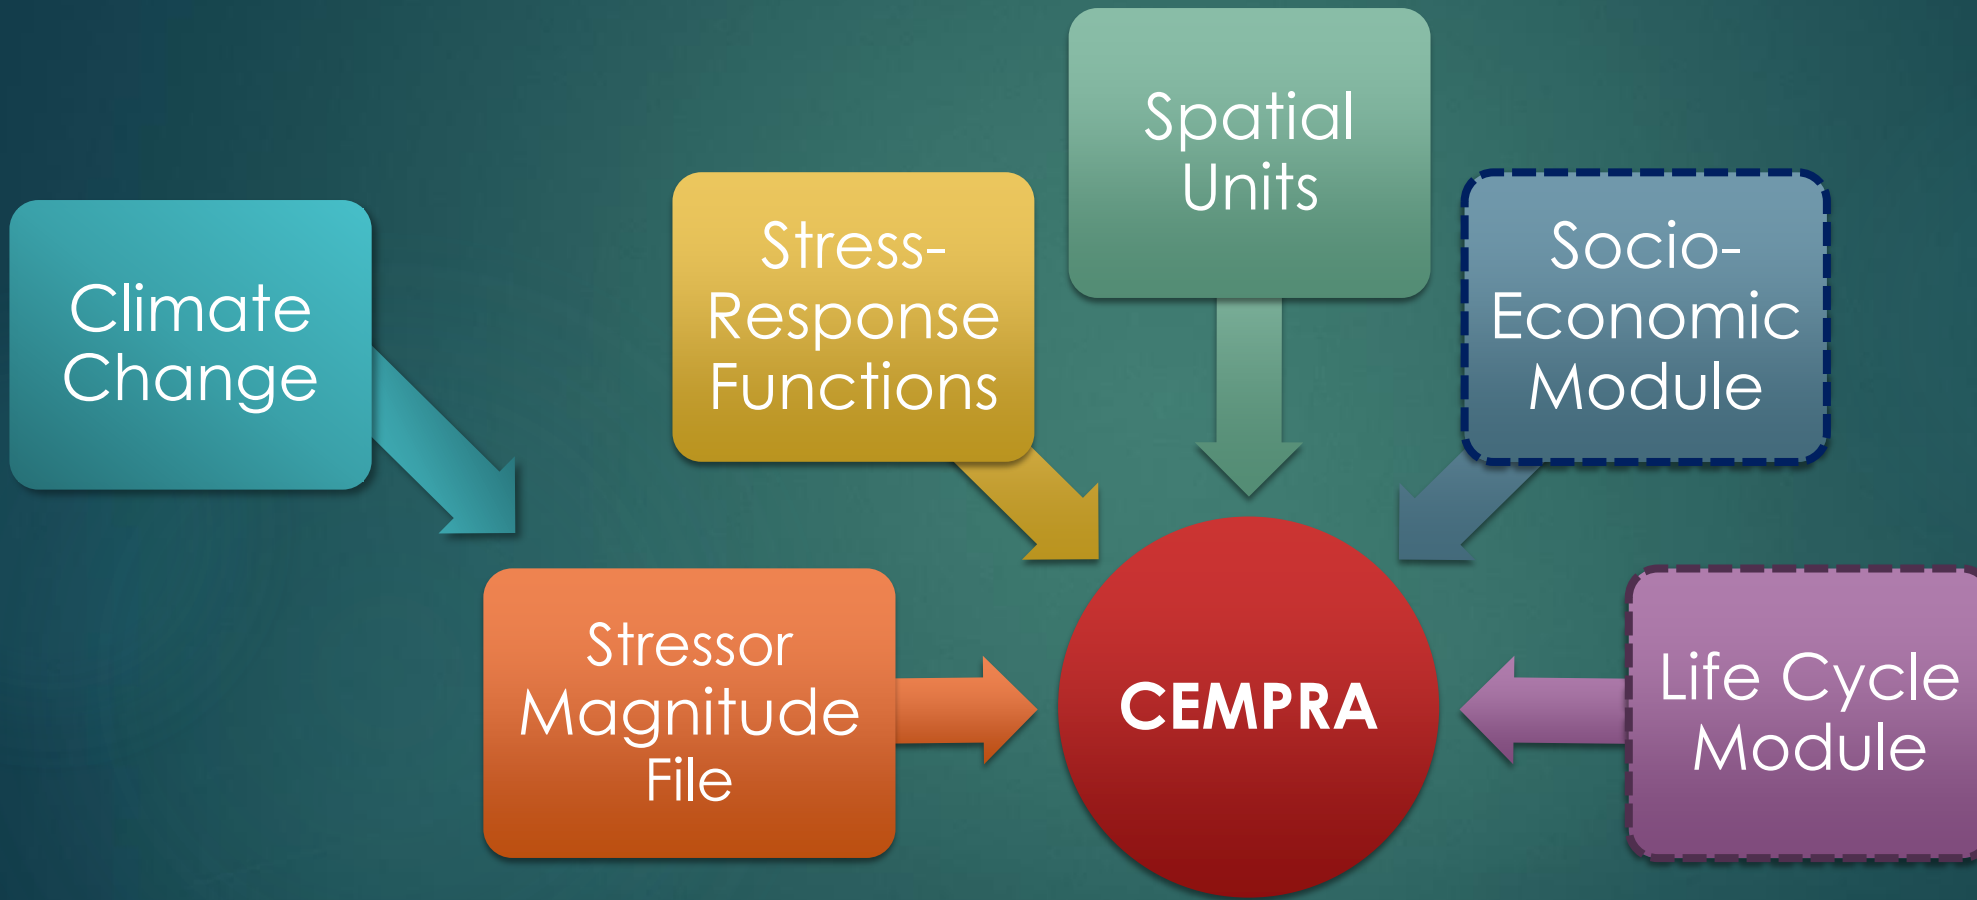 Spatial
Units
Stress-
Response
Functions
Socio-
Economic
Module
Climate
Change
Stressor
Magnitude
File
CEMPRA
Life Cycle
Module